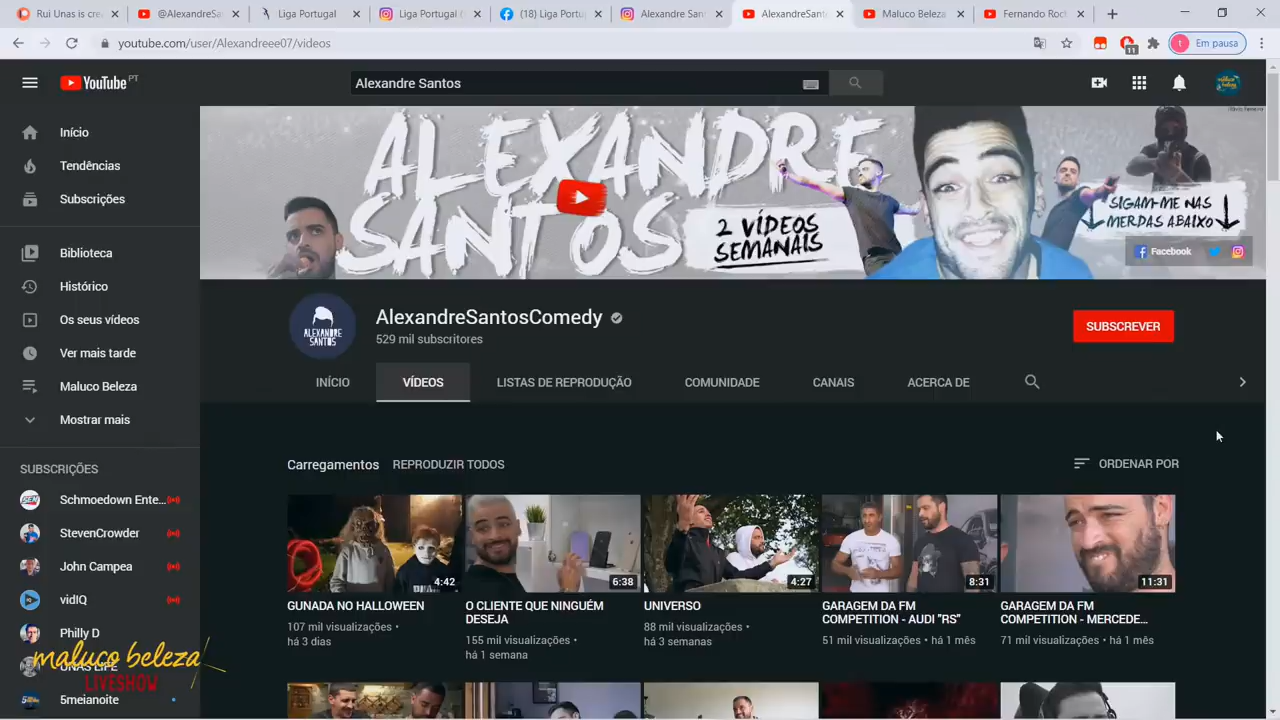 Rui Unas is crea
@AlexandreSa
Liga Portugal
Liga Portugal (
(18) Liga Portu
Alexandre San
AlexandreSant
Maluco Beleza
Fernando Roch
youtube.com/user/Alexandreee07/videos
11
t
Em pausa
YouTube PT
Alexandre Santos
Início
Tendências
Subscrições
Biblioteca
Histórico
Os seus vídeos
Ver mais tarde
Maluco Beleza
Mostrar mais
SUBSCRIÇÕES
Schmoedown Ente...
StevenCrowder
John Campea
vidIQ
Philly D
UNAS LIFE
5meianoite
maluco beleza
LIVESHOW
ALEXANDRE
SANTOS
2 VÍDEOS
SEMANAIS
SIGAM-ME NAS
MERDAS ABAIXO
Facebook
ALEXANDRE
SANTOS
AlexandreSantosComedy
529 mil subscritores
SUBSCREVER
INÍCIO
VÍDEOS
LISTAS DE REPRODUÇÃO
COMUNIDADE
CANAIS
ACERCA DE
Carregamentos
REPRODUZIR TODOS
ORDENAR POR
4:42
6:38
4:27
8:31
11:31
GUNADA NO HALLOWEEN
107 mil visualizações •
há 3 dias
O CLIENTE QUE NINGUÉM
DESEJA
155 mil visualizações •
há 1 semana
UNIVERSO
88 mil visualizações •
há 3 semanas
GARAGEM DA FM
COMPETITION - AUDI "RS"
51 mil visualizações • há 1 mês
GARAGEM DA FM
COMPETITION - MERCEDE...
71 mil visualizações • há 1 mês